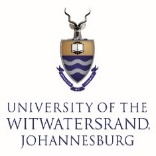 UNIVERSITY OF THE
WITWATERSRAND,
JOHANNESBURG